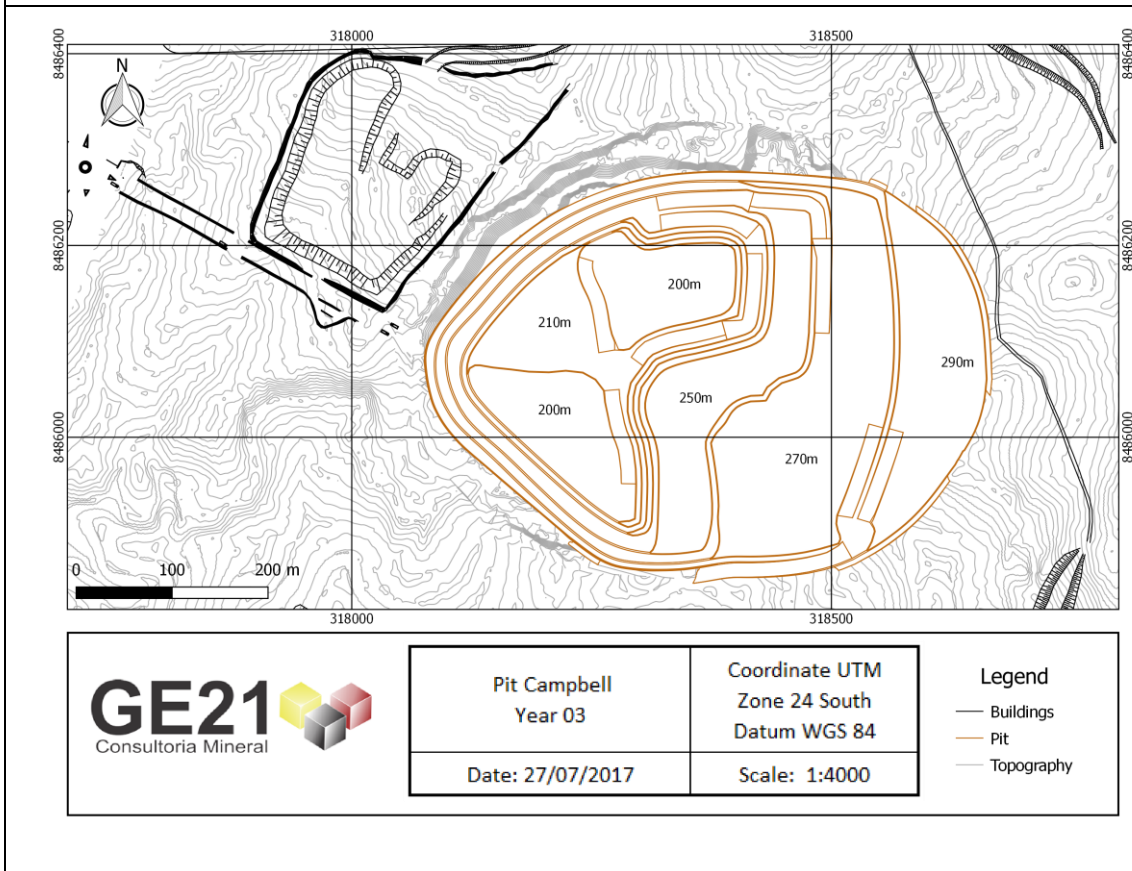 318000
318500
8486400
8486400
N
8486200
8486200
200m
210m
290m
250m
200m
8486000
8486000
270m
0
100
200 m
318000
318500
GE21
Consultoria Mineral
Pit Campbell
Year 03
Date: 27/07/2017
Coordinate UTM
Zone 24 South
Datum WGS 84
Scale: 1:4000
Legend
Buildings
Pit
Topography